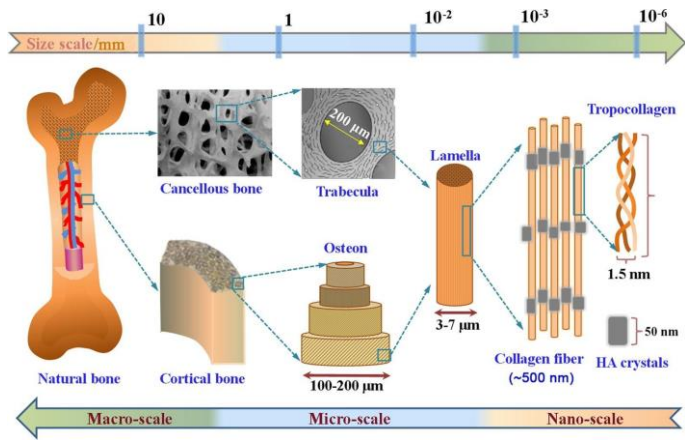 10
1
10-2
10-3
10-6
Size scale/mm
200 μm
Tropocollagen
Lamella
Cancellous bone
Trabecula
Osteon
1.5 nm
3-7 μm
50 nm
Natural bone
Cortical bone
100-200 μm
Collagen fiber
(~500 nm)
HA crystals
Macro-scale
Micro-scale
Nano-scale